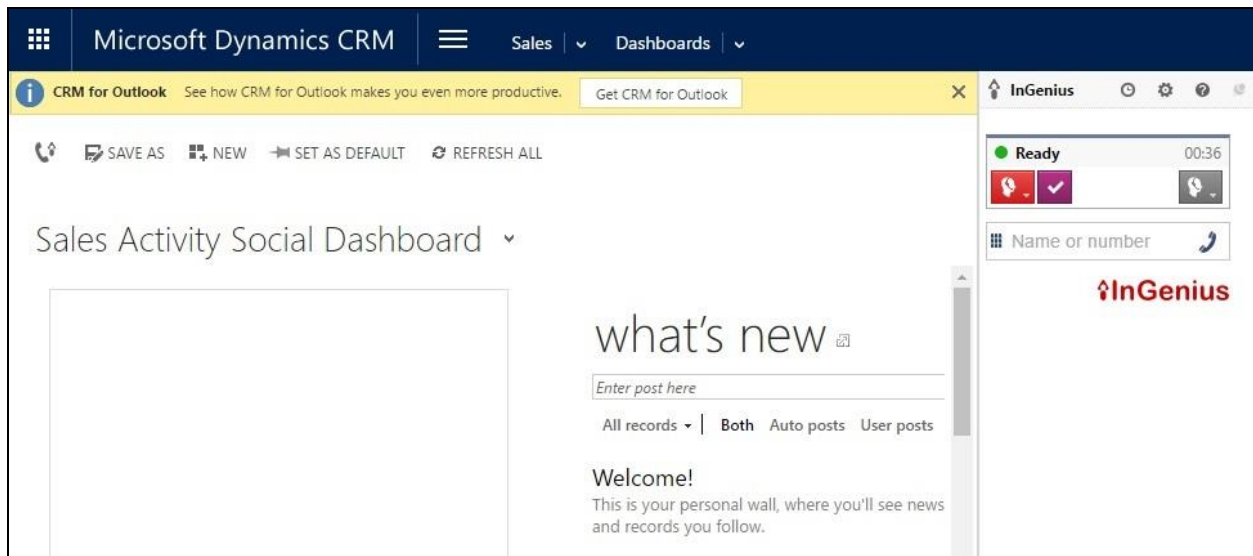 Microsoft Dynamics CRM Sales Dashboards
CRM for Outlook See how CRM for Outlook makes you even more productive. Get CRM for Outlook
InGenius
SAVE AS NEW SET AS DEFAULT REFRESH ALL
Ready 00:36
Sales Activity Social Dashboard
Name or number
InGenius
what's new
Enter post here
All records Both Auto posts User posts
Welcome!
This is your personal wall, where you'll see news
and records you follow.